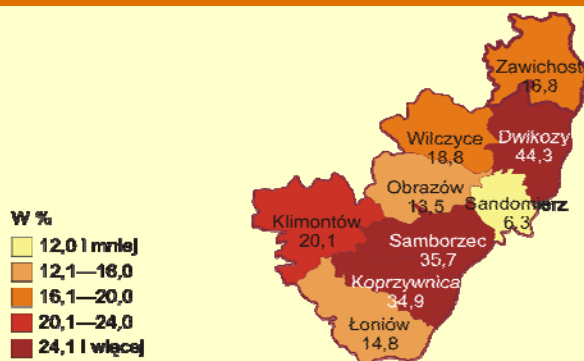 Zawichost
16,8
Wilczyce
18,8
Dwikozy
44,3
Obrazów
13,5
Sandomierz
6,3
Klimontów
20,1
Samborzec
35,7
Koprzywnica
34,9
Łoniów
14,8
W %
12,0 i mniej
12,1—16,0
16,1—20,0
20,1—24,0
24,1 i więcej